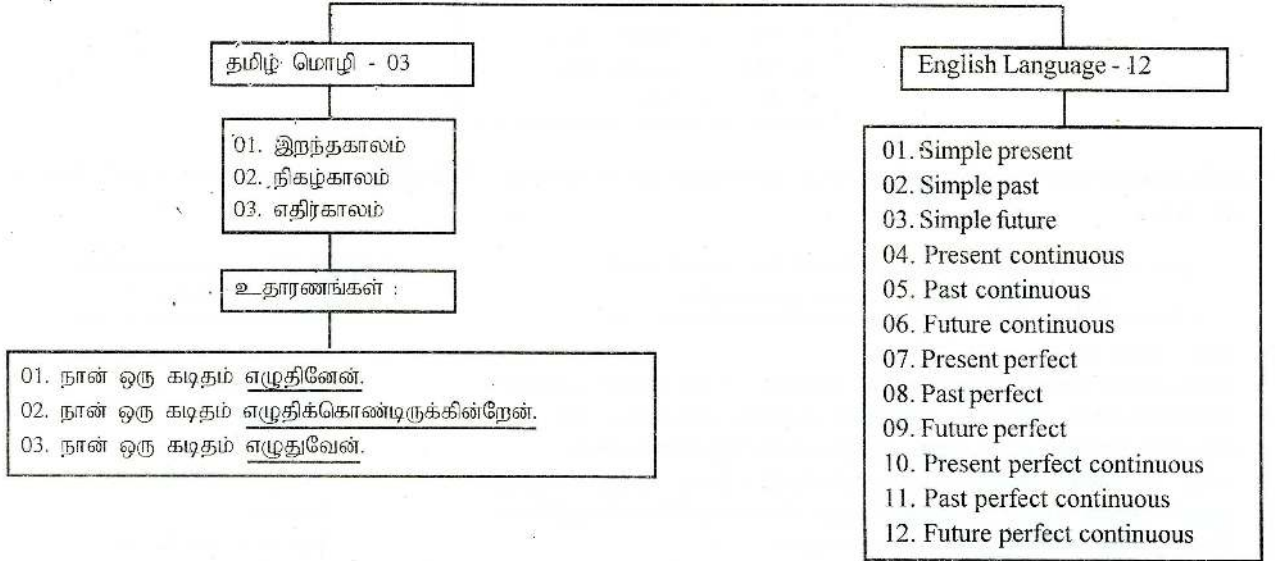 தமிழ் மொழி - 03
01. இறந்தகாலம்
02. நிகழ்காலம்
03. எதிர்காலம்
உதாரணங்கள் :
01. நான் ஒரு கடிதம் எழுதினேன்.
02. நான் ஒரு கடிதம் எழுதிக்கொண்டிருக்கின்றேன்.
03. நான் ஒரு கடிதம் எழுதுவேன்.
English Language - 12
01. Simple present
02. Simple past
03. Simple future
04. Present continuous
05. Past continuous
06. Future continuous
07. Present perfect
08. Past perfect
09. Future perfect
10. Present perfect continuous
11. Past perfect continuous
12. Future perfect continuous